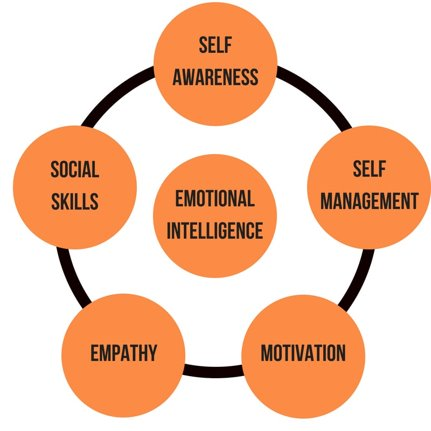 SELF
AWARENESS
SOCIAL
SKILLS
SELF
MANAGEMENT
EMOTIONAL
INTELLIGENCE
EMPATHY
MOTIVATION